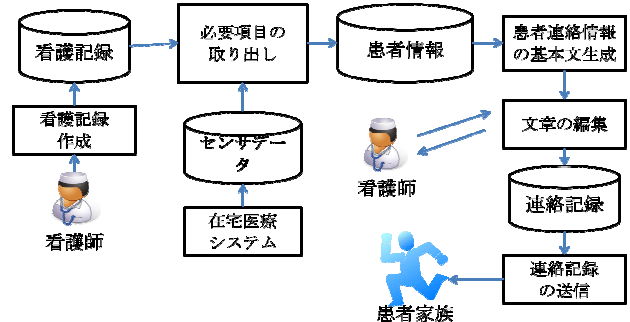 看護記録
必要項目の
取り出し
患者情報
患者連絡情報
の基本文生成
看護記録
作成
センサデー
タ
文章の編集
看護師
看護師
在宅医療
システム
連絡記録
連絡記録
の送信
患者家族